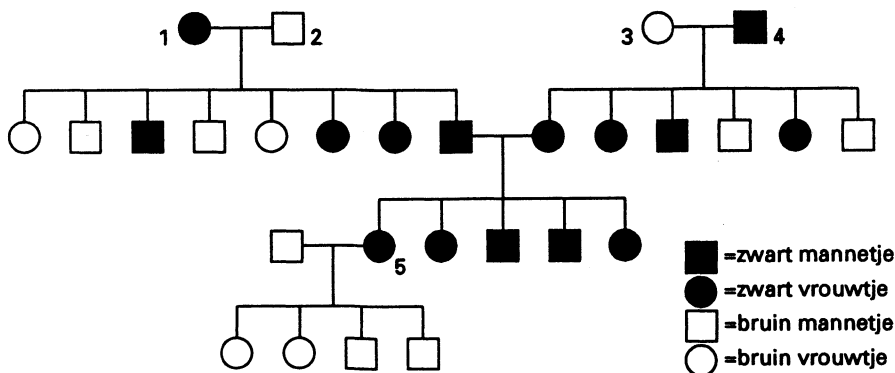 1
2
3
4
5
=zwart mannetje
=zwart vrouwtje
=bruin mannetje
=bruin vrouwtje